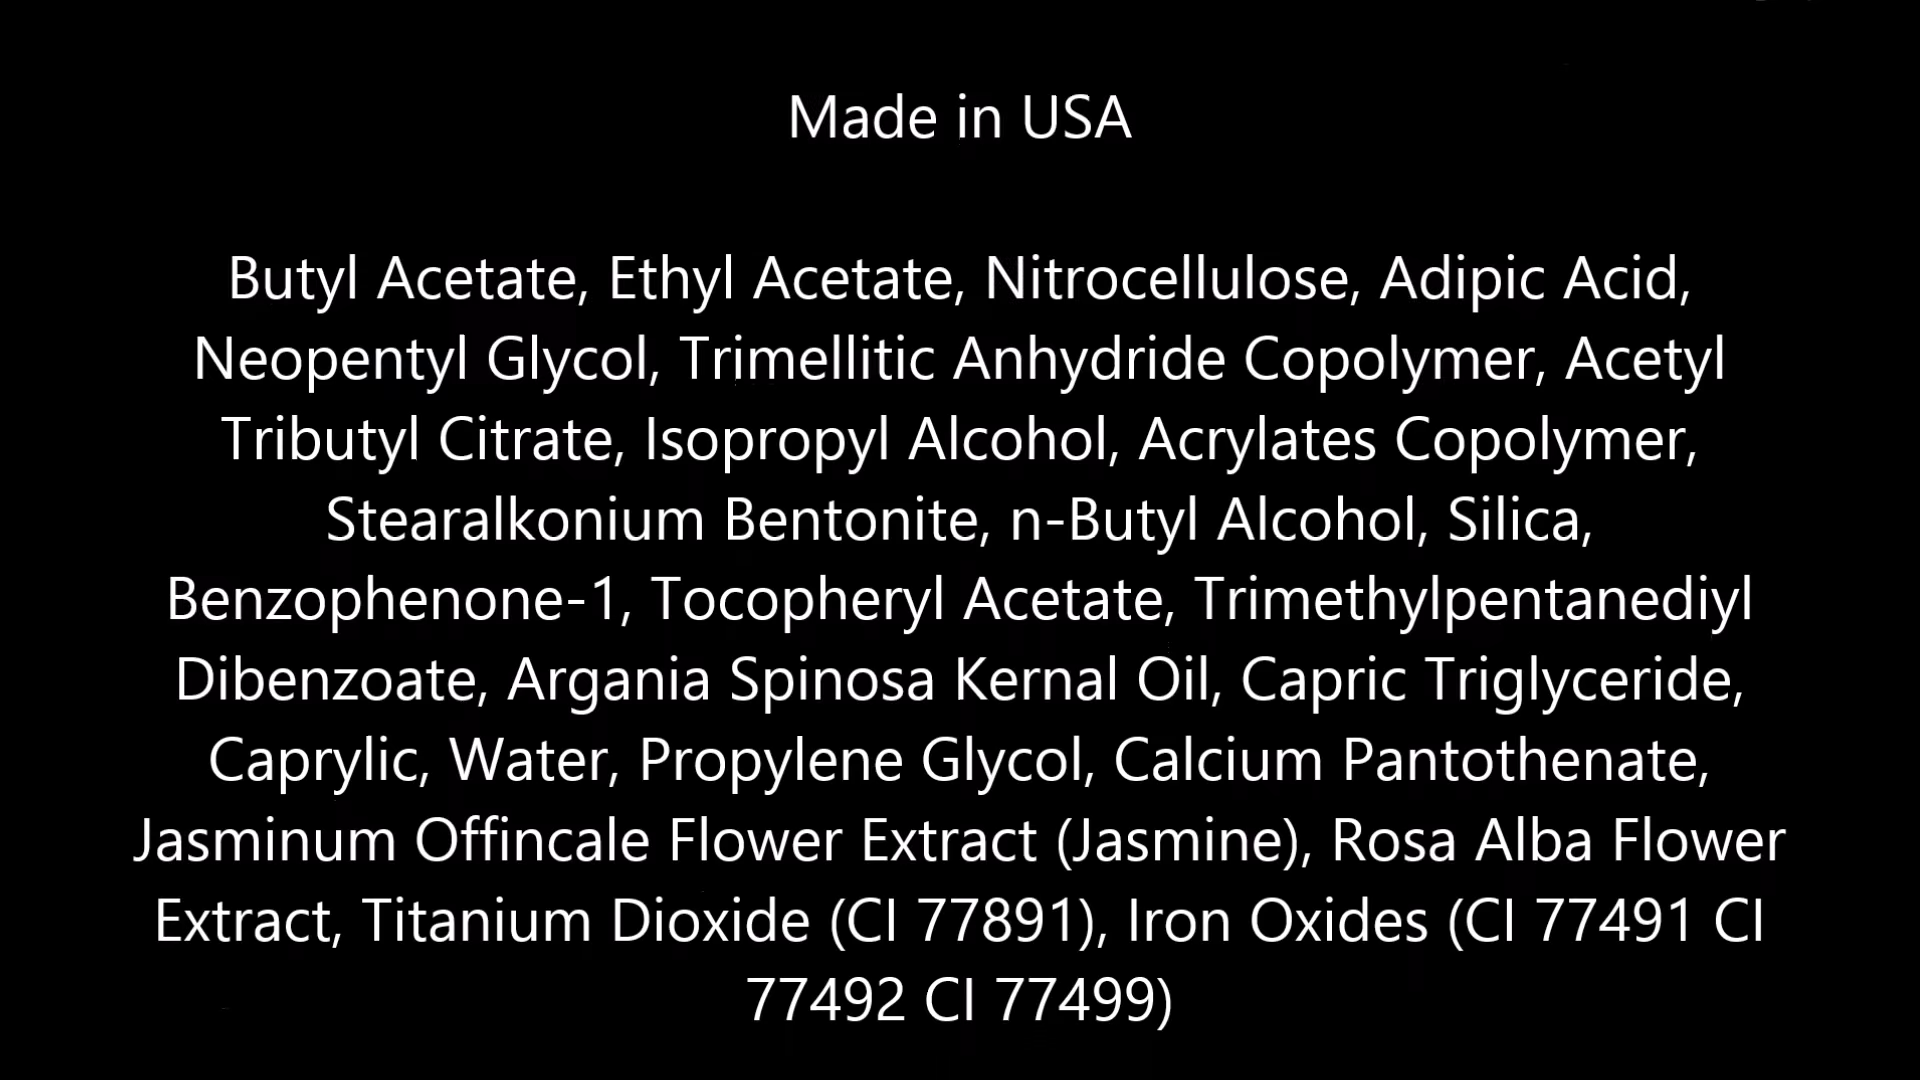 Made in USA
Butyl Acetate, Ethyl Acetate, Nitrocellulose, Adipic Acid,
Neopentyl Glycol, Trimellitic Anhydride Copolymer, Acetyl
Tributyl Citrate, Isopropyl Alcohol, Acrylates Copolymer,
Stearalkonium Bentonite, n-Butyl Alcohol, Silica,
Benzophenone-1, Tocopheryl Acetate, Trimethylpentanediyl
Dibenzoate, Argania Spinosa Kernal Oil, Capric Triglyceride,
Caprylic, Water, Propylene Glycol, Calcium Pantothenate,
Jasminum Offincale Flower Extract (Jasmine), Rosa Alba Flower
Extract, Titanium Dioxide (CI 77891), Iron Oxides (CI 77491 CI
77492 CI 77499)